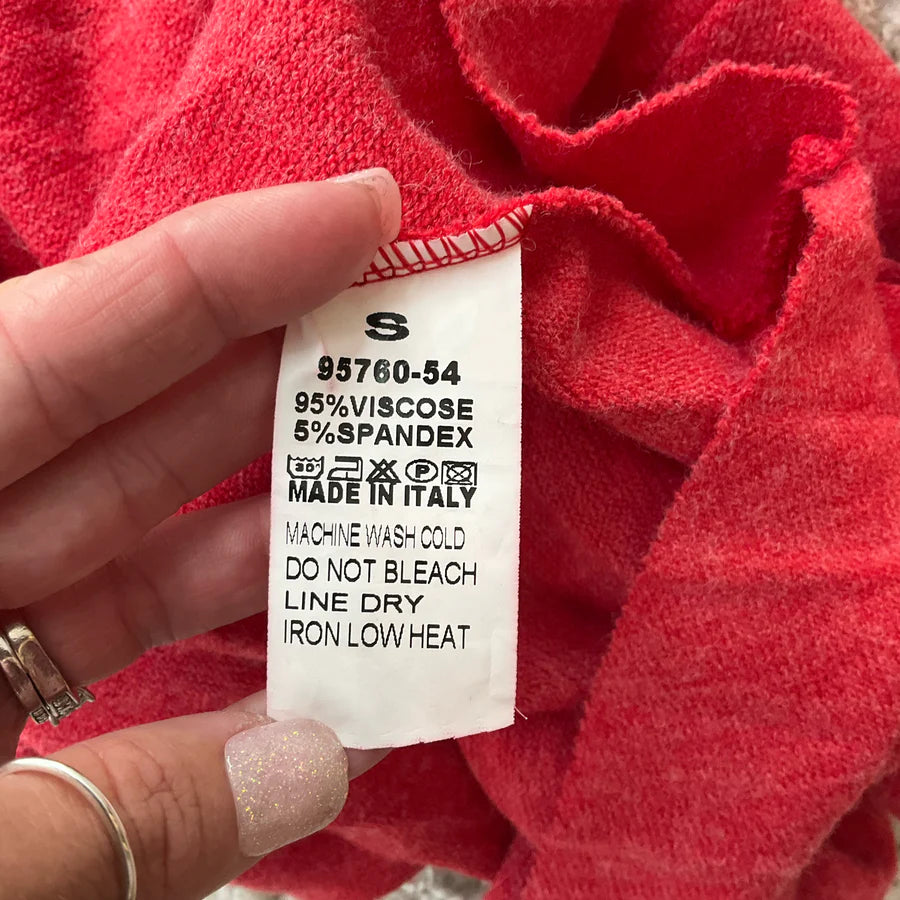 S
95760-54
95%VISCOSE
5%SPANDEX
30 P
MADE IN ITALY
MACHINE WASH COLD
DO NOT BLEACH
LINE DRY
IRON LOW HEAT